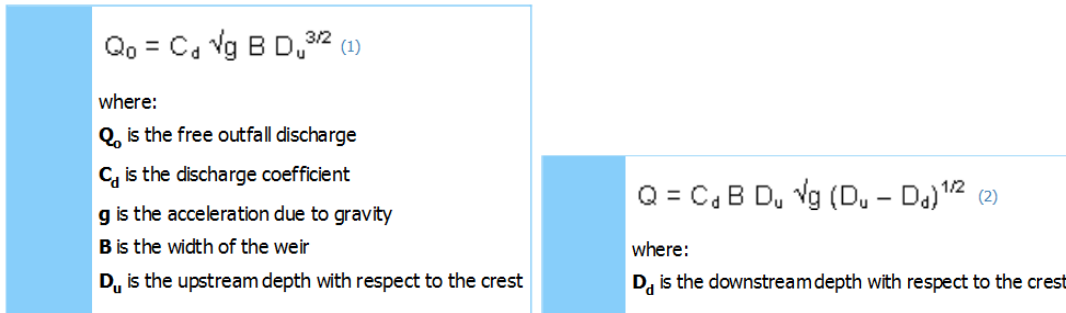 Q₀ = C_d √g B D_u^3/2 (1)
where:
Q_o is the free outfall discharge
C_d is the discharge coefficient
g is the acceleration due to gravity
B is the width of the weir
D_u is the upstream depth with respect to the crest
Q = C_d B D_u √g (D_u – D_d)^1/2 (2)
where:
D_d is the downstream depth with respect to the crest